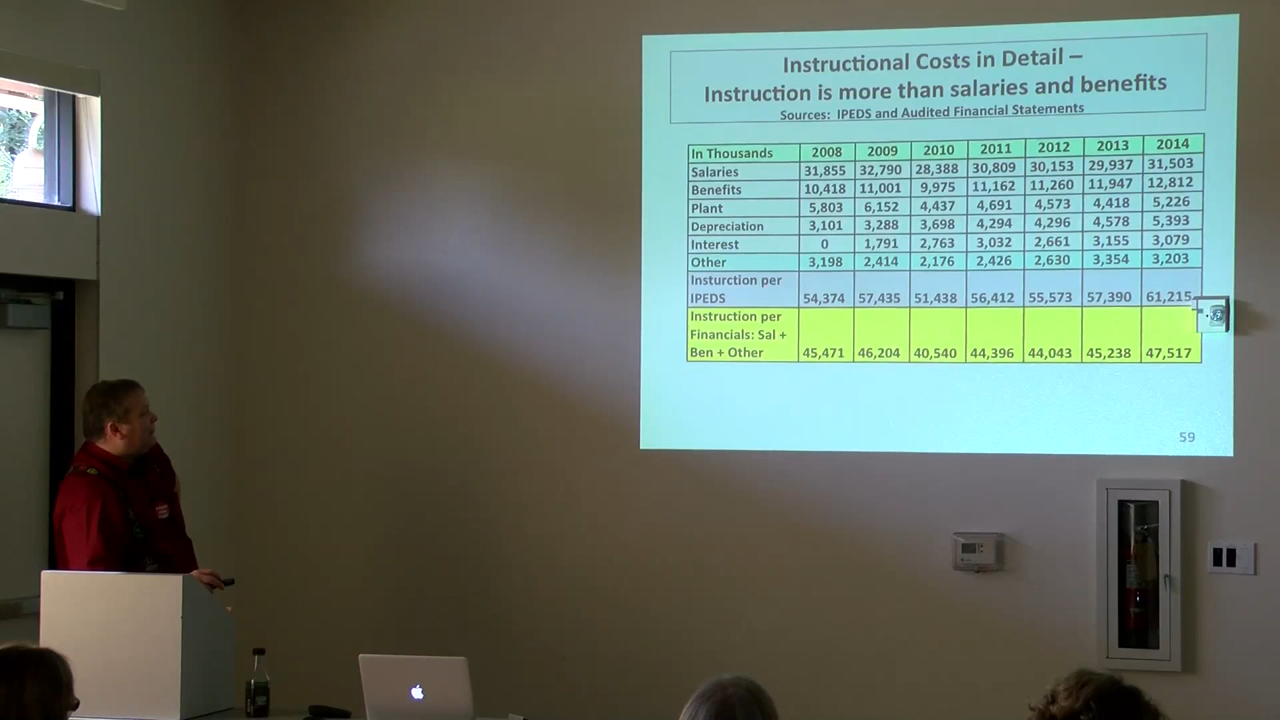 Instructional Costs in Detail –
Instruction is more than salaries and benefits
Sources: IPEDS and Audited Financial Statements
In Thousands 2008 2009 2010 2011 2012 2013 2014
Salaries 31,855 32,790 28,388 30,809 30,153 29,937 31,503
Benefits 10,418 11,001 9,975 11,162 11,260 11,947 12,812
Plant 5,803 6,152 4,437 4,691 4,573 4,418 5,226
Depreciation 3,101 3,288 3,698 4,294 4,296 4,578 5,393
Interest 0 1,791 2,763 3,032 2,661 3,155 3,079
Other 3,198 2,414 2,176 2,426 2,630 3,354 3,203
Insturction per
IPEDS 54,374 57,435 51,438 56,412 55,573 57,390 61,215
Instruction per
Financials: Sal +
Ben + Other 45,471 46,204 40,540 44,396 44,043 45,238 47,517
59